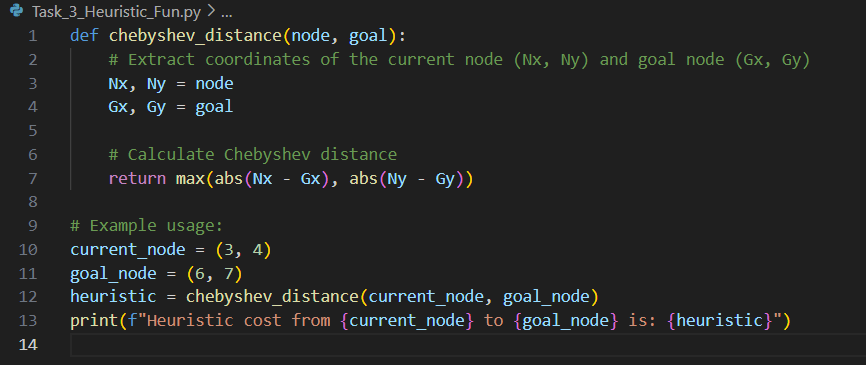 Task_3_Heuristic_Fun.py > ...
1 def chebyshev_distance(node, goal):
2     # Extract coordinates of the current node (Nx, Ny) and goal node (Gx, Gy)
3     Nx, Ny = node
4     Gx, Gy = goal
5
6     # Calculate Chebyshev distance
7     return max(abs(Nx - Gx), abs(Ny - Gy))
8
9 # Example usage:
10 current_node = (3, 4)
11 goal_node = (6, 7)
12 heuristic = chebyshev_distance(current_node, goal_node)
13 print(f"Heuristic cost from {current_node} to {goal_node} is: {heuristic}")
14